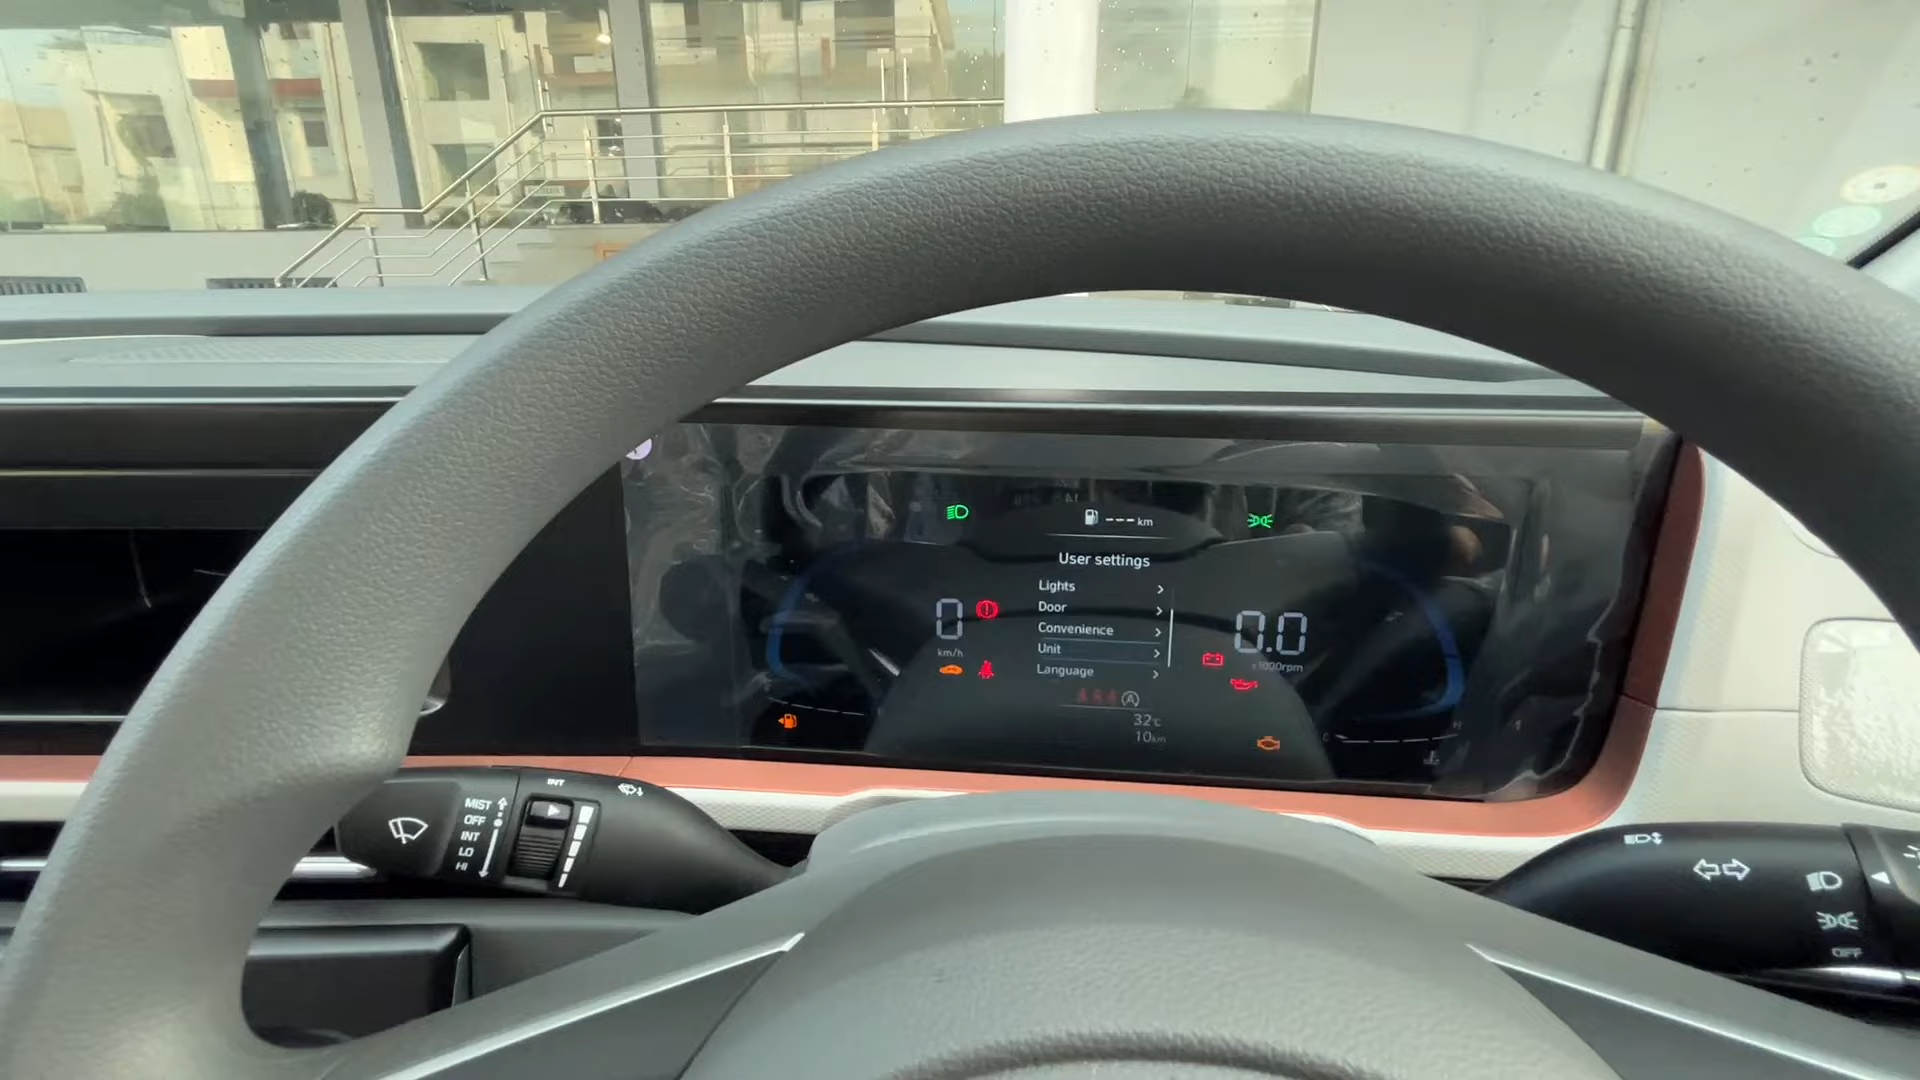 --- km
User settings
Lights
Door
Convenience
Unit
Language
0
km/h
0.0
x1000rpm
A
32°C
10km
H
C
INT
MIST
OFF
INT
LO
HI
OFF